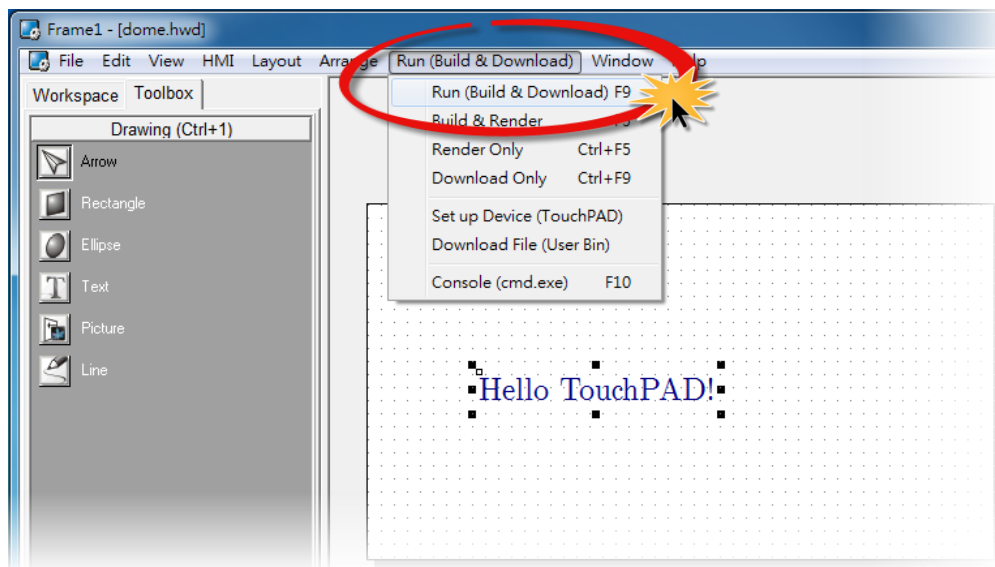 Frame1 - [dome.hwd]
File Edit View HMI Layout Arrange Run (Build & Download) Window
Workspace Toolbox
Run (Build & Download) F9
Drawing (Ctrl+1)
Build & Render
Arrow
Render Only Ctrl+F5
Download Only Ctrl+F9
Rectangle
Set up Device (TouchPAD)
Ellipse
Download File (User Bin)
Text
Console (cmd.exe) F10
Picture
Line
Hello TouchPAD!